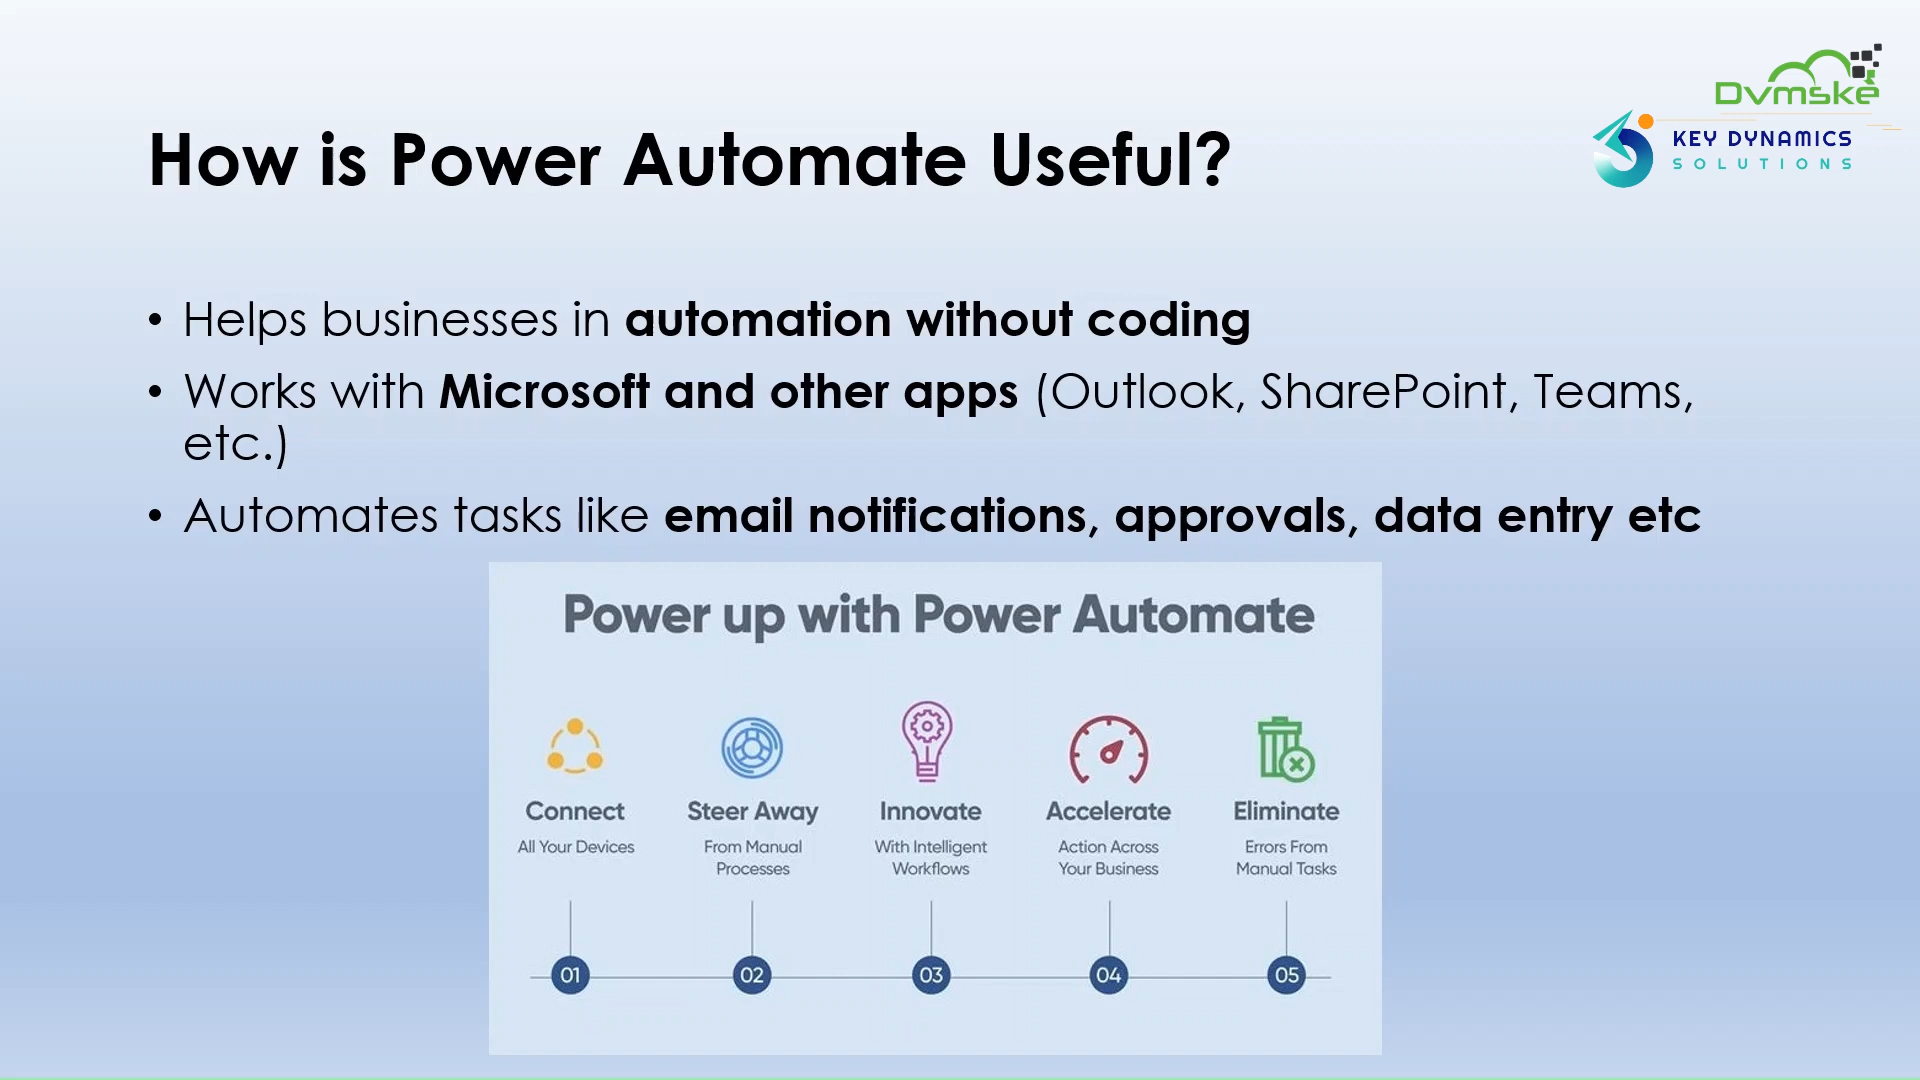 Dvmske
KEY DYNAMICS
SOLUTIONS
How is Power Automate Useful?
• Helps businesses in automation without coding
• Works with Microsoft and other apps (Outlook, SharePoint, Teams,
etc.)
• Automates tasks like email notifications, approvals, data entry etc
Power up with Power Automate
Connect
All Your Devices
01
Steer Away
From Manual
Processes
02
Innovate
With Intelligent
Workflows
03
Accelerate
Action Across
Your Business
04
Eliminate
Errors From
Manual Tasks
05